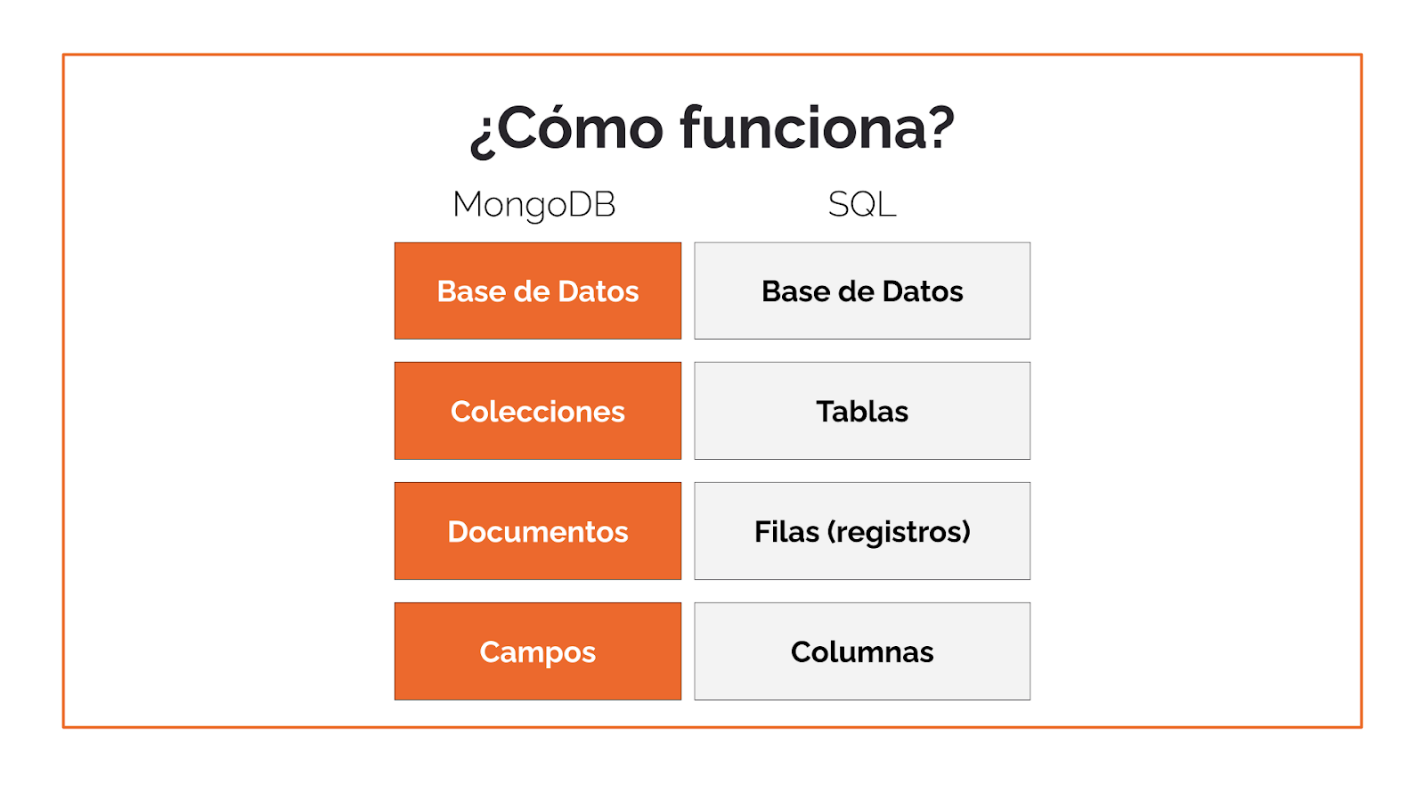 ¿Cómo funciona?
MongoDB SQL
Base de Datos Base de Datos
Colecciones Tablas
Documentos Filas (registros)
Campos Columnas